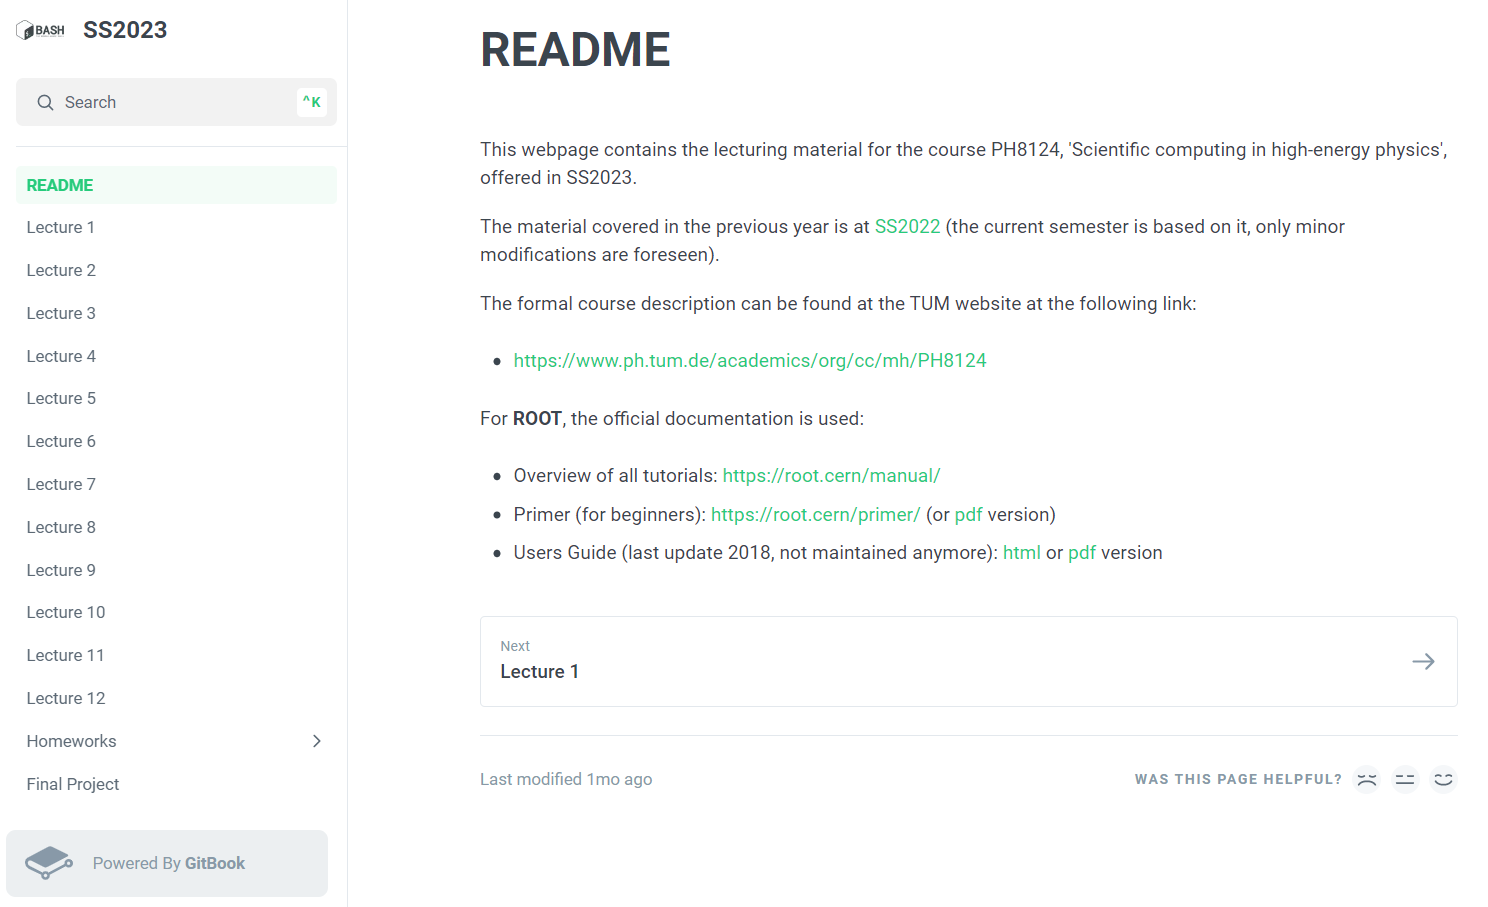 BASH
SS2023
Search
^K
README
Lecture 1
Lecture 2
Lecture 3
Lecture 4
Lecture 5
Lecture 6
Lecture 7
Lecture 8
Lecture 9
Lecture 10
Lecture 11
Lecture 12
Homeworks
Final Project
Powered By GitBook
README
This webpage contains the lecturing material for the course PH8124, 'Scientific computing in high-energy physics',
offered in SS2023.
The material covered in the previous year is at SS2022 (the current semester is based on it, only minor
modifications are foreseen).
The formal course description can be found at the TUM website at the following link:
• https://www.ph.tum.de/academics/org/cc/mh/PH8124
For ROOT, the official documentation is used:
• Overview of all tutorials: https://root.cern/manual/
• Primer (for beginners): https://root.cern/primer/ (or pdf version)
• Users Guide (last update 2018, not maintained anymore): html or pdf version
Next
Lecture 1
Last modified 1mo ago
WAS THIS PAGE HELPFUL?